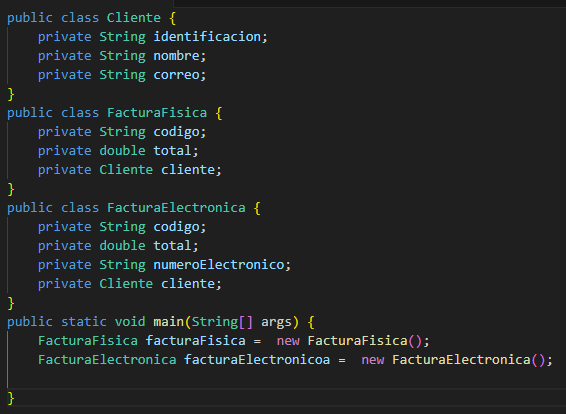 public class Cliente {
    private String identificacion;
    private String nombre;
    private String correo;
}
public class FacturaFisica {
    private String codigo;
    private double total;
    private Cliente cliente;
}
public class FacturaElectronica {
    private String codigo;
    private double total;
    private String numeroElectronico;
    private Cliente cliente;
}
public static void main(String[] args) {
    FacturaFisica facturaFisica =  new FacturaFisica();
    FacturaElectronica facturaElectronicoa =  new FacturaElectronica();
}